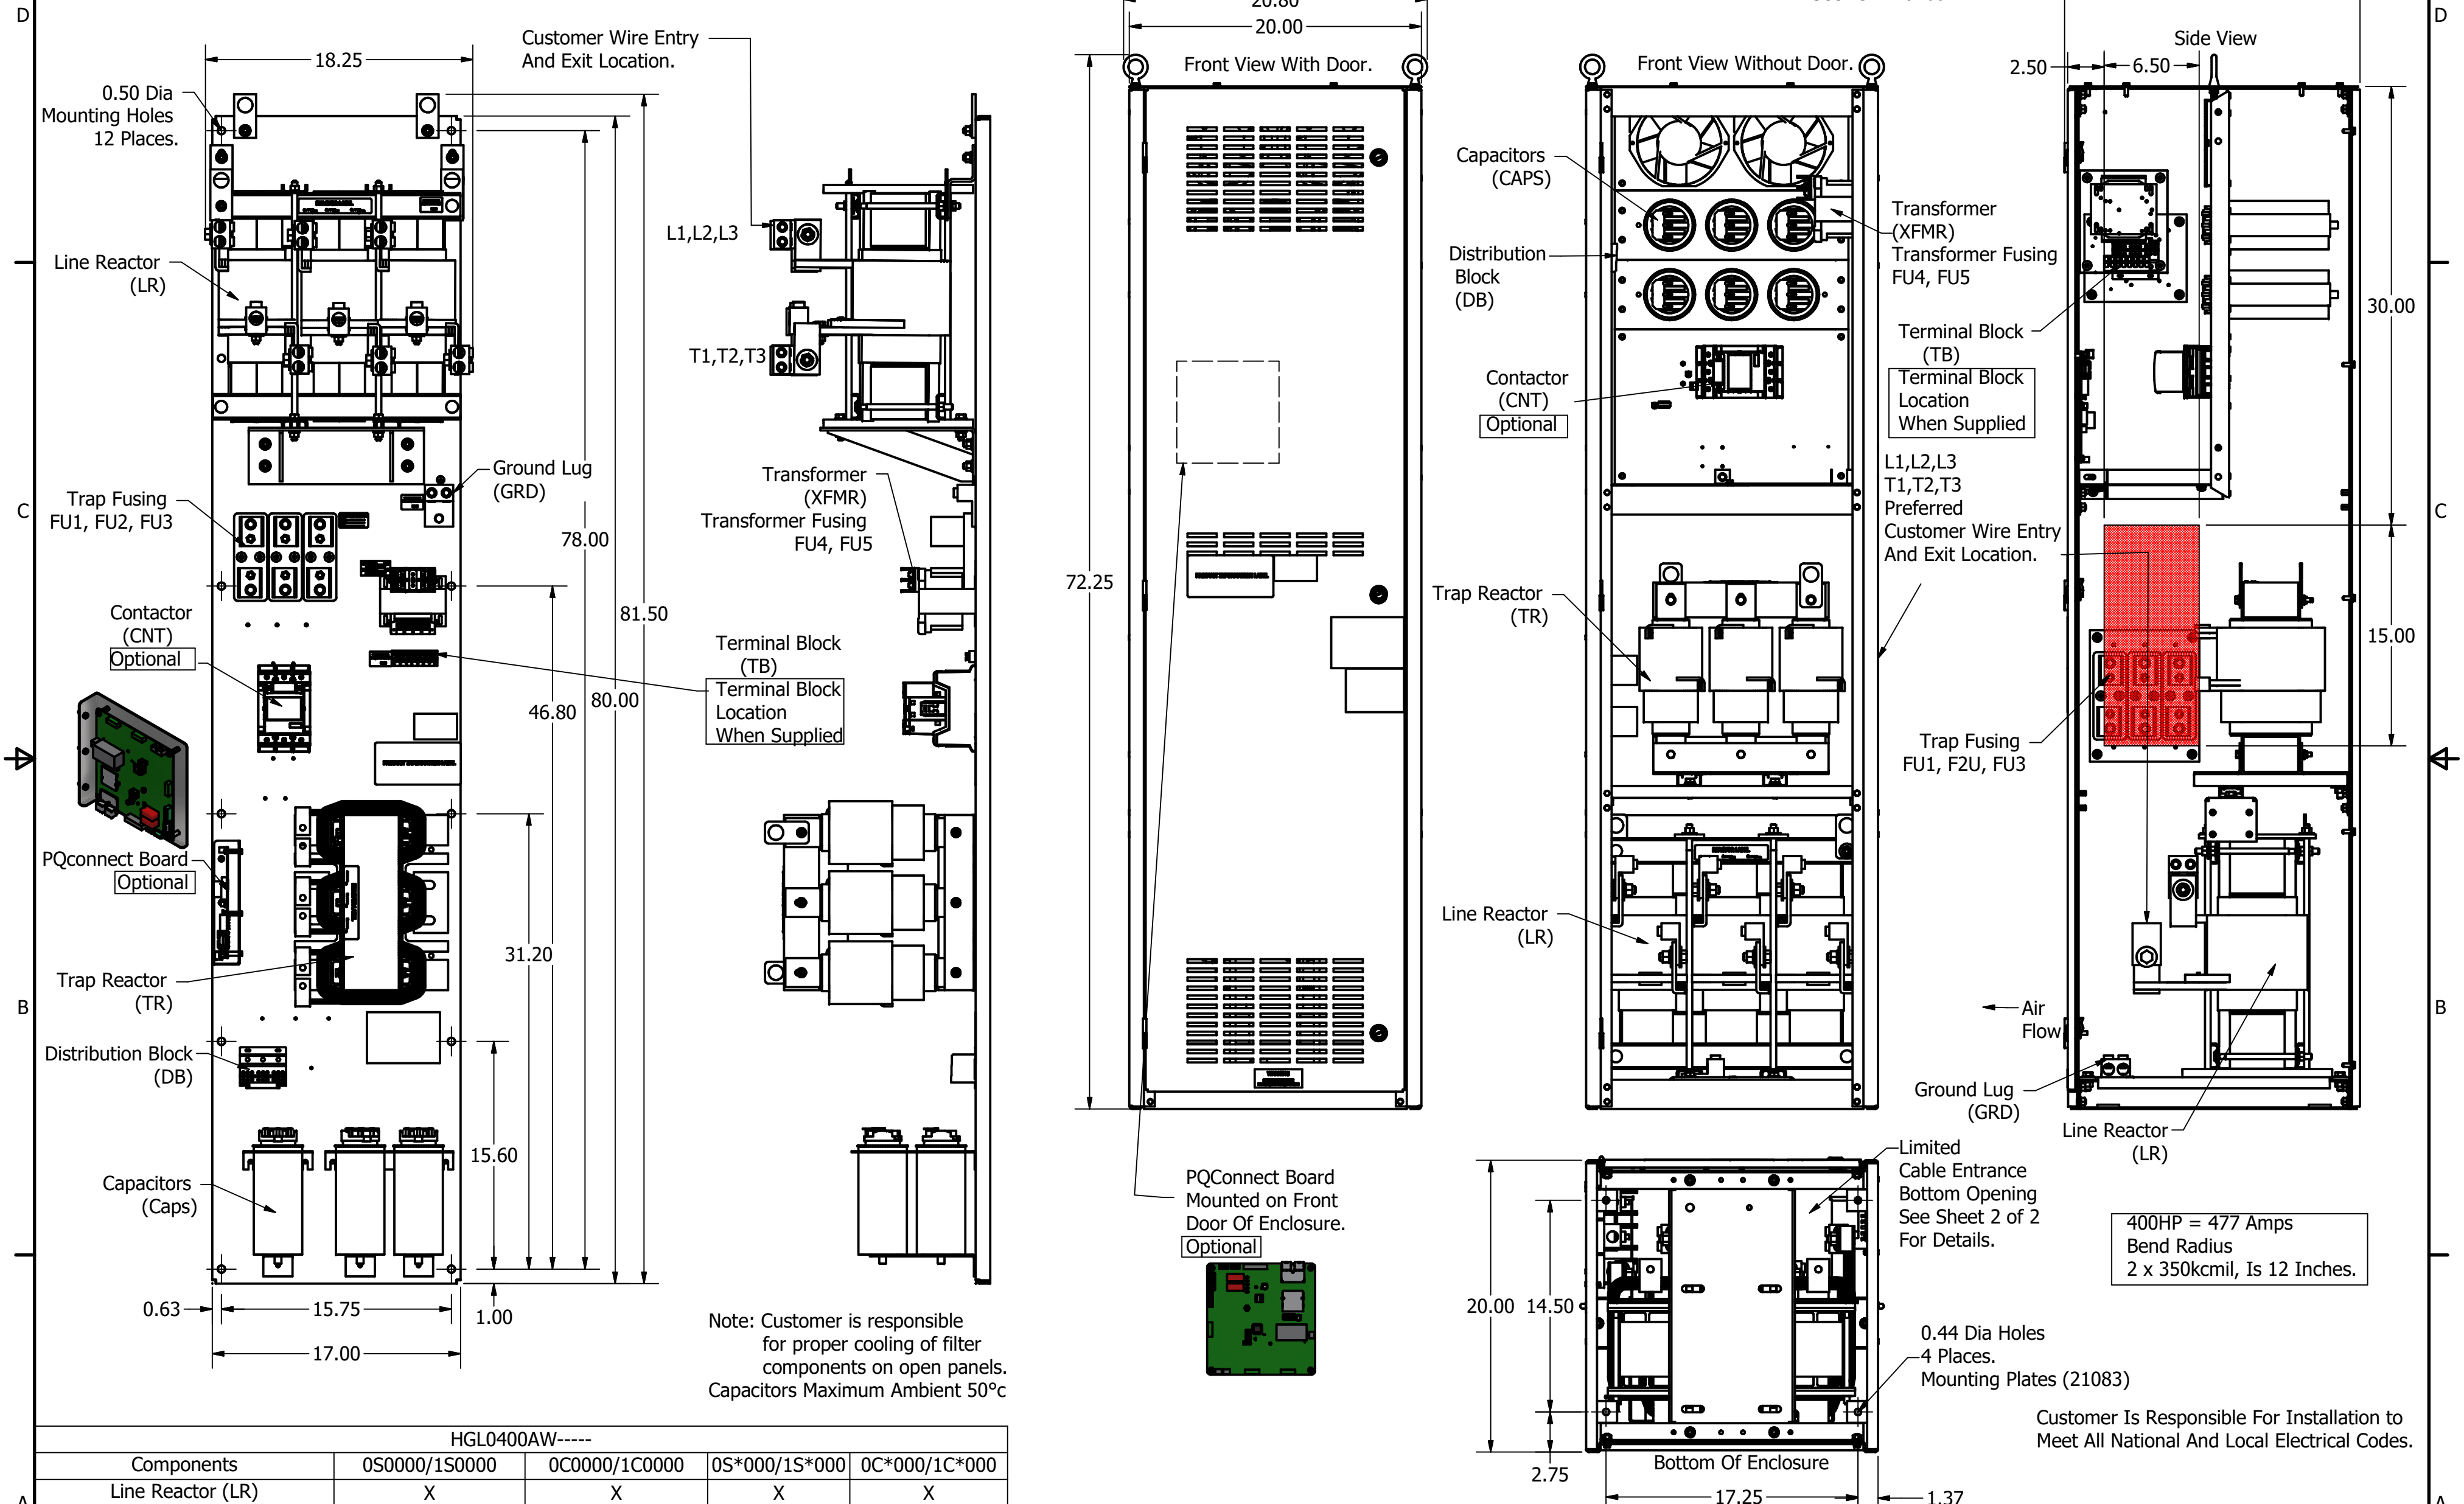 D
D
20.80
20.00
18.25
Customer Wire Entry
And Exit Location.
0.50 Dia
Mounting Holes
12 Places.
Line Reactor
(LR)
L1,L2,L3
T1,T2,T3
Ground Lug
(GRD)
Trap Fusing
FU1, FU2, FU3
Transformer
(XFMR)
Transformer Fusing
FU4, FU5
Contactor
(CNT)
Optional
Terminal Block
(TB)
Terminal Block
Location
When Supplied
78.00
81.50
80.00
46.80
31.20
15.60
PQconnect Board
Optional
Trap Reactor
(TR)
Distribution Block
(DB)
Capacitors
(Caps)
0.63
15.75
1.00
17.00
Note: Customer is responsible
for proper cooling of filter
components on open panels.
Capacitors Maximum Ambient 50°c
Front View With Door.
72.25
PQConnect Board
Mounted on Front
Door Of Enclosure.
Optional
Front View Without Door.
Capacitors
(CAPS)
Distribution
Block
(DB)
Transformer
(XFMR)
Transformer Fusing
FU4, FU5
Contactor
(CNT)
Optional
Terminal Block
(TB)
Terminal Block
Location
When Supplied
L1,L2,L3
T1,T2,T3
Preferred
Customer Wire Entry
And Exit Location.
Trap Reactor
(TR)
Trap Fusing
FU1, F2U, FU3
Line Reactor
(LR)
Side View
2.50
6.50
30.00
15.00
Air
Flow
Ground Lug
(GRD)
Line Reactor
(LR)
Limited
Cable Entrance
Bottom Opening
See Sheet 2 of 2
For Details.
400HP = 477 Amps
Bend Radius
2 x 350kcmil, Is 12 Inches.
20.00
14.50
0.44 Dia Holes
4 Places.
Mounting Plates (21083)
2.75
Bottom Of Enclosure
17.25
1.37
Customer Is Responsible For Installation to
Meet All National And Local Electrical Codes.
C
C
B
B
A
A
HGL0400AW-----
Components 0S0000/1S0000 0C0000/1C0000 0S*000/1S*000 0C*000/1C*000
Line Reactor (LR) X X X X